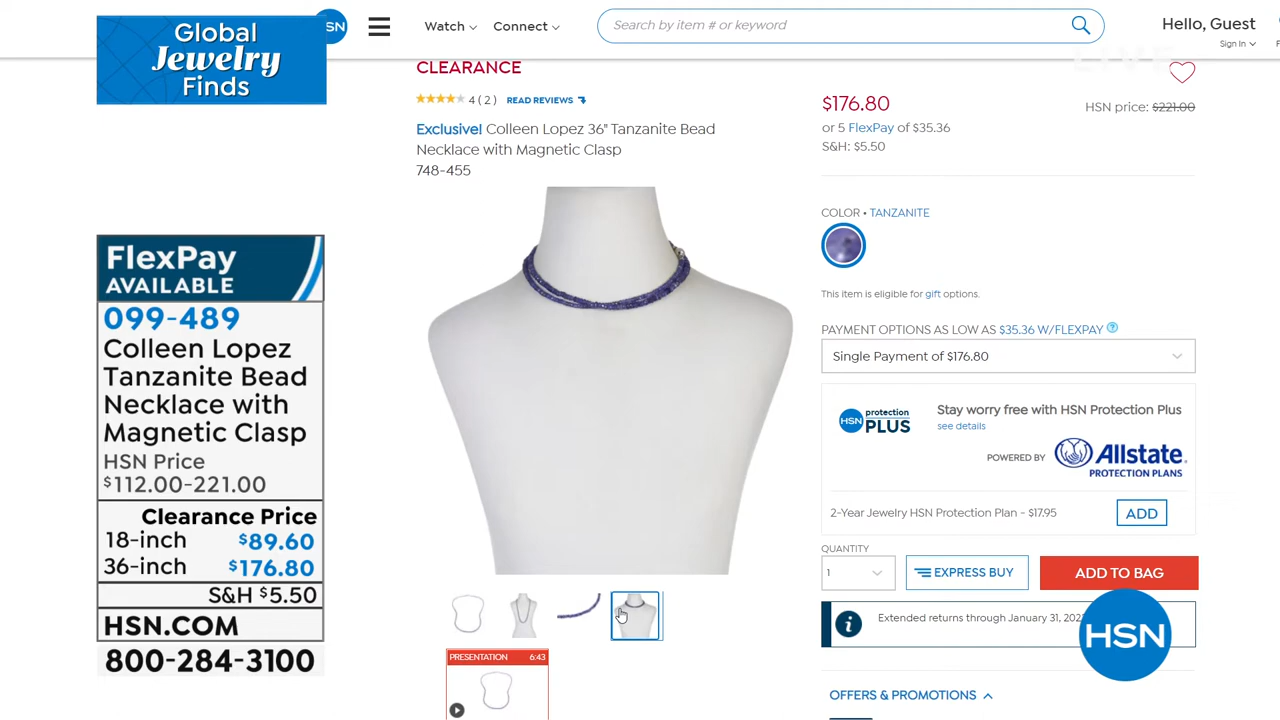 Global
Jewelry
Finds
SN
Watch
Connect
Search by item # or keyword
Hello, Guest
Sign In
LIVE
CLEARANCE
4 ( 2 )
READ REVIEWS
Exclusive! Colleen Lopez 36" Tanzanite Bead
Necklace with Magnetic Clasp
748-455
$176.80
HSN price: $221.00
or 5 FlexPay of $35.36
S&H: $5.50
COLOR • TANZANITE
This item is eligible for gift options.
PAYMENT OPTIONS AS LOW AS $35.36 W/FLEXPAY ?
Single Payment of $176.80
HSN protection PLUS
Stay worry free with HSN Protection Plus
see details
POWERED BY
Allstate.
PROTECTION PLANS
2-Year Jewelry HSN Protection Plan - $17.95
ADD
QUANTITY
1
EXPRESS BUY
ADD TO BAG
i
Extended returns through January 31, 202
HSN
OFFERS & PROMOTIONS
FlexPay
AVAILABLE
099-489
Colleen Lopez
Tanzanite Bead
Necklace with
Magnetic Clasp
HSN Price
$112.00-221.00
Clearance Price
18-inch $89.60
36-inch $176.80
S&H $5.50
HSN.COM
800-284-3100
PRESENTATION 6:43